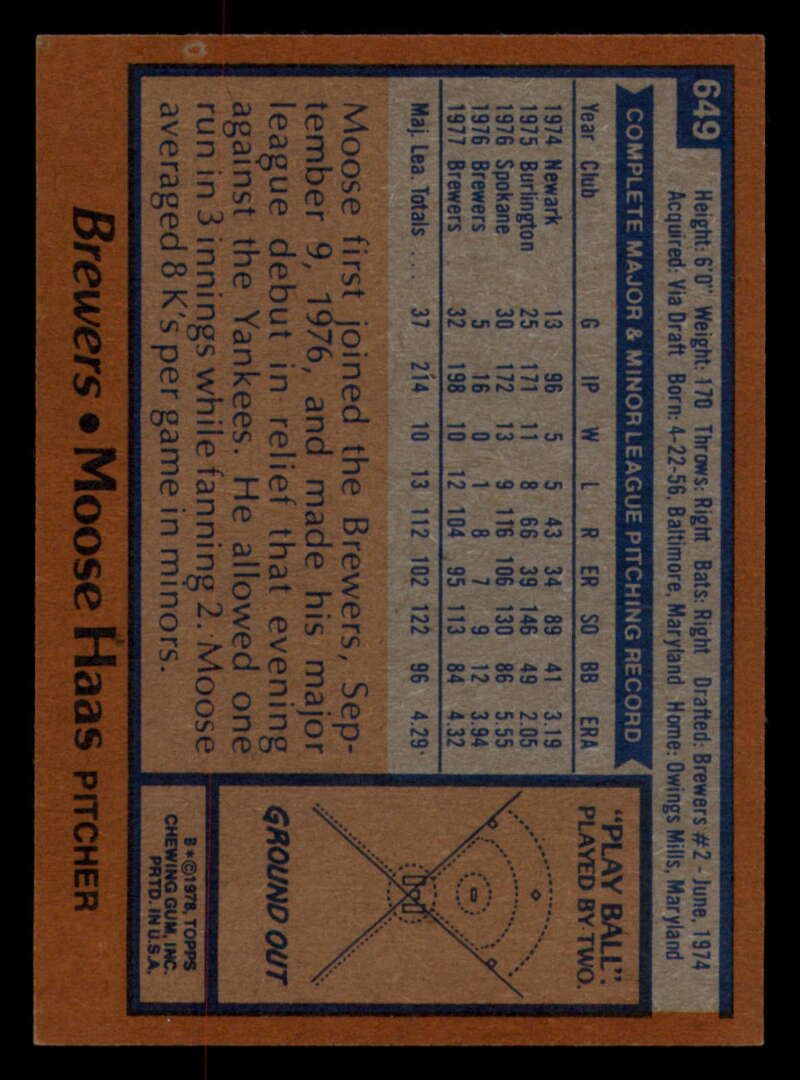 649
Height: 6'0" Weight: 170 Throws: Right Bats: Right Drafted: Brewers #2 - June, 1974
Acquired: Via Draft Born: 4-22-56, Baltimore, Maryland Home: Owings Mills, Maryland
COMPLETE MAJOR & MINOR LEAGUE PITCHING RECORD
Year Club G IP W L R ER SO BB ERA
1974 Newark 13 96 5 5 43 34 89 41 3.19
1975 Burlington 25 171 11 8 66 39 146 49 2.05
1976 Spokane 30 172 13 9 116 106 130 86 5.55
1976 Brewers 5 16 0 1 8 7 9 12 3.94
1977 Brewers 32 198 10 12 104 95 113 84 4.32
Maj. Lea. Totals .... 37 214 10 13 112 102 122 96 4.29
Moose first joined the Brewers, Sep-
tember 9, 1976, and made his major
league debut in relief that evening
against the Yankees. He allowed one
run in 3 innings while fanning 2. Moose
averaged 8 K's per game in minors.
"PLAY BALL"
PLAYED BY TWO.
GROUND OUT
B*©1978, TOPPS
CHEWING GUM, INC.
PRTD. IN U.S.A.
Brewers • Moose Haas PITCHER